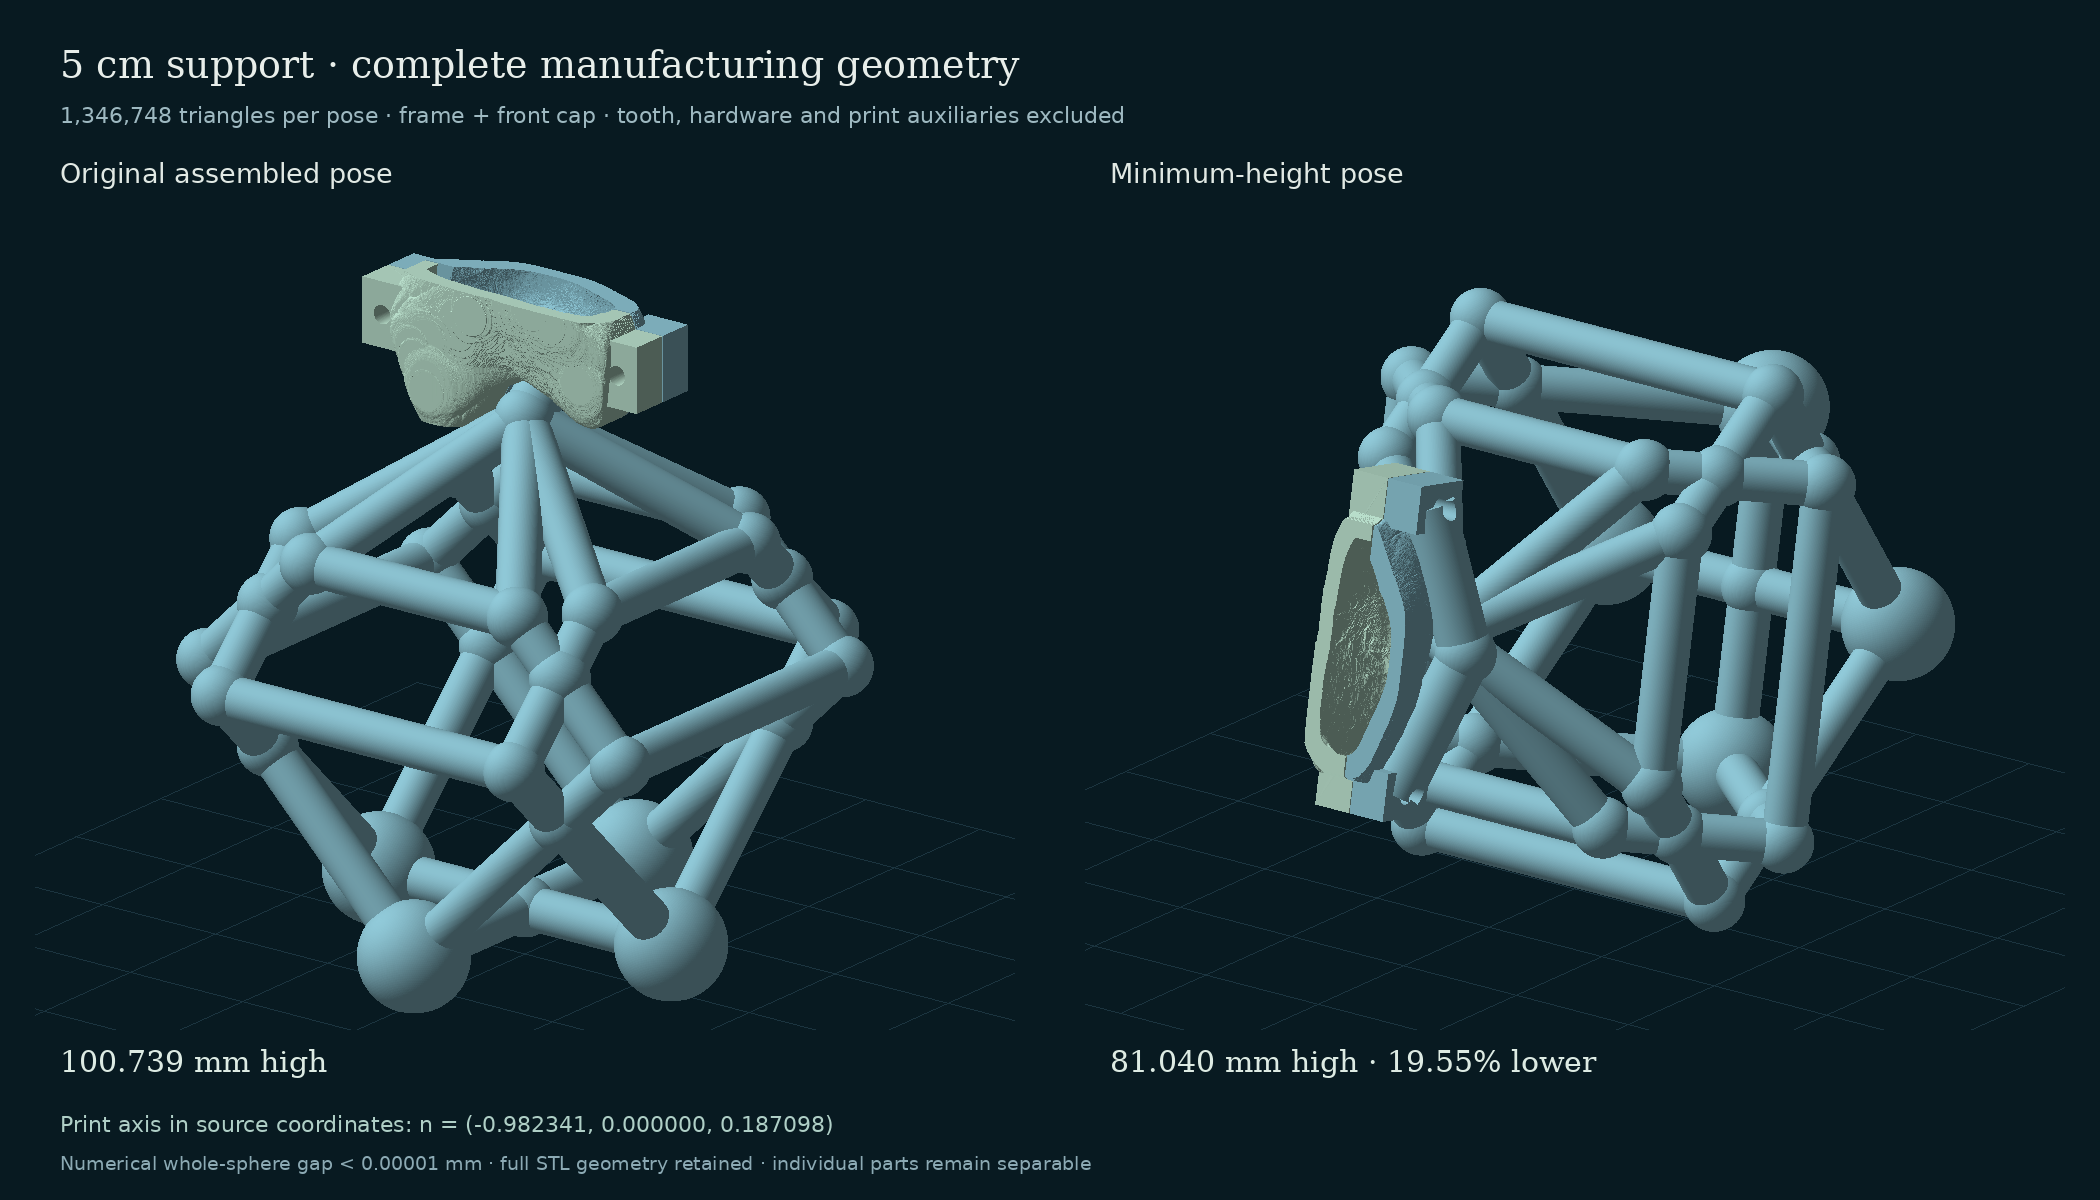 5 cm support · complete manufacturing geometry
1,346,748 triangles per pose · frame + front cap · tooth, hardware and print auxiliaries excluded
Original assembled pose
Minimum-height pose
100.739 mm high
81.040 mm high · 19.55% lower
Print axis in source coordinates: n = (-0.982341, 0.000000, 0.187098)
Numerical whole-sphere gap < 0.00001 mm · full STL geometry retained · individual parts remain separable